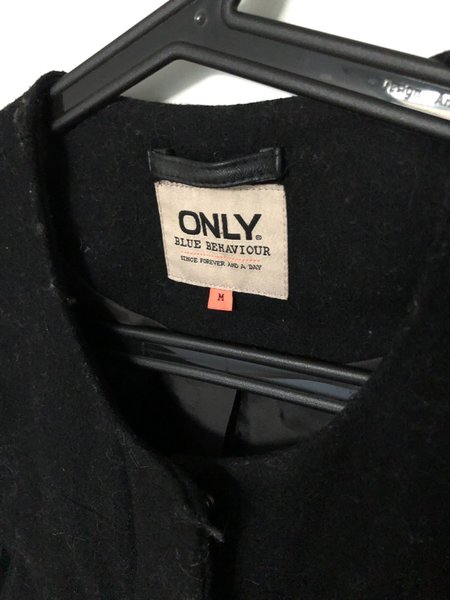 ONLY®
BLUE BEHAVIOUR
SINCE FOREVER AND A DAY
M